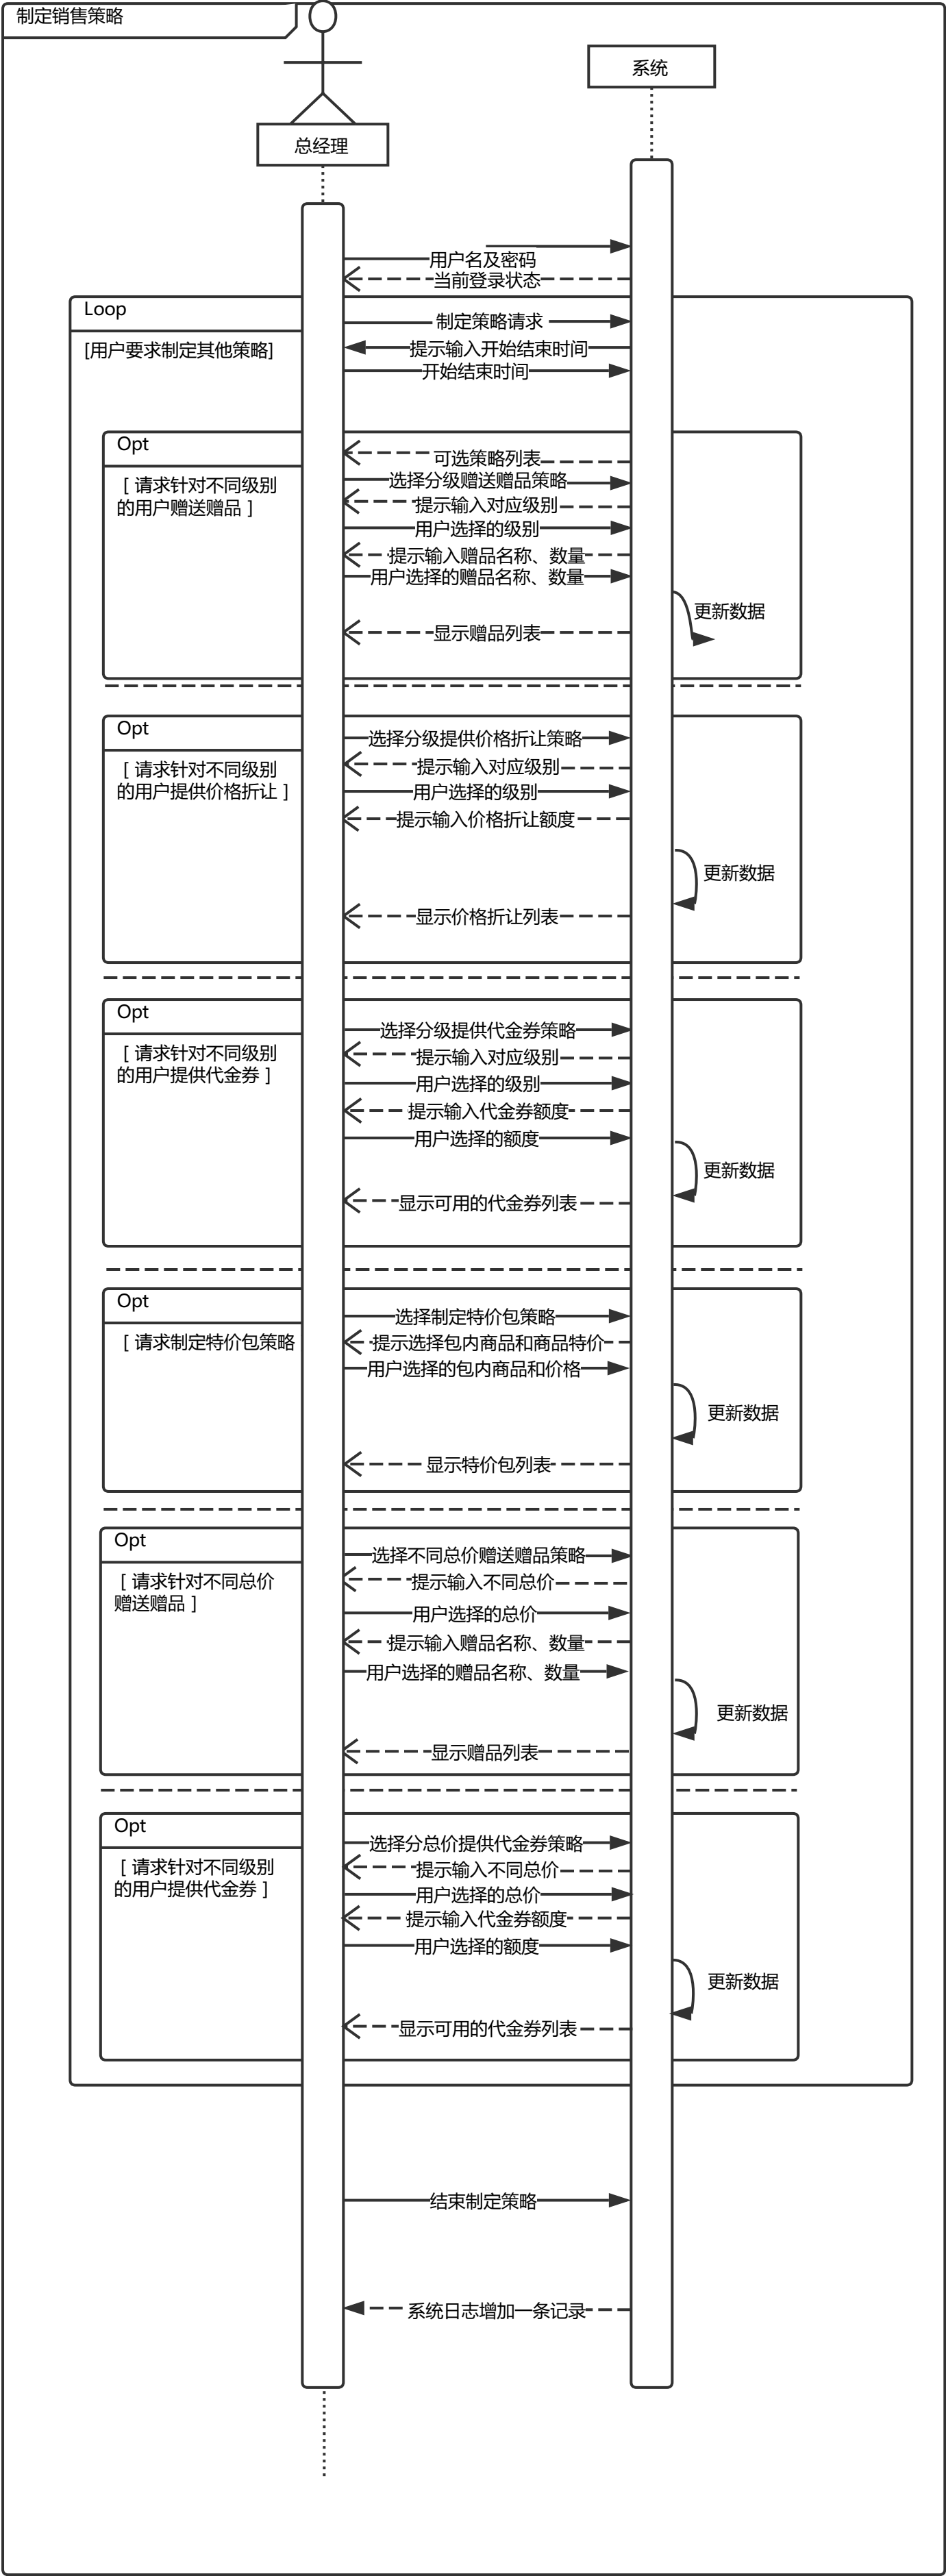 制定销售策略
系统
总经理
用户名及密码
当前登录状态
Loop
[用户要求制定其他策略]
制定策略请求
提示输入开始结束时间
开始结束时间
Opt
[ 请求针对不同级别
的用户赠送赠品 ]
可选策略列表
选择分级赠送赠品策略
提示输入对应级别
用户选择的级别
提示输入赠品名称、数量
用户选择的赠品名称、数量
更新数据
显示赠品列表
Opt
[ 请求针对不同级别
的用户提供价格折让 ]
选择分级提供价格折让策略
提示输入对应级别
用户选择的级别
提示输入价格折让额度
更新数据
显示价格折让列表
Opt
[ 请求针对不同级别
的用户提供代金券 ]
选择分级提供代金券策略
提示输入对应级别
用户选择的级别
提示输入代金券额度
用户选择的额度
更新数据
显示可用的代金券列表
Opt
[ 请求制定特价包策略
选择制定特价包策略
提示选择包内商品和商品特价
用户选择的包内商品和价格
更新数据
显示特价包列表
Opt
[ 请求针对不同总价
赠送赠品 ]
选择不同总价赠送赠品策略
提示输入不同总价
用户选择的总价
提示输入赠品名称、数量
用户选择的赠品名称、数量
更新数据
显示赠品列表
Opt
[ 请求针对不同级别
的用户提供代金券 ]
选择分总价提供代金券策略
提示输入不同总价
用户选择的总价
提示输入代金券额度
用户选择的额度
更新数据
显示可用的代金券列表
结束制定策略
系统日志增加一条记录